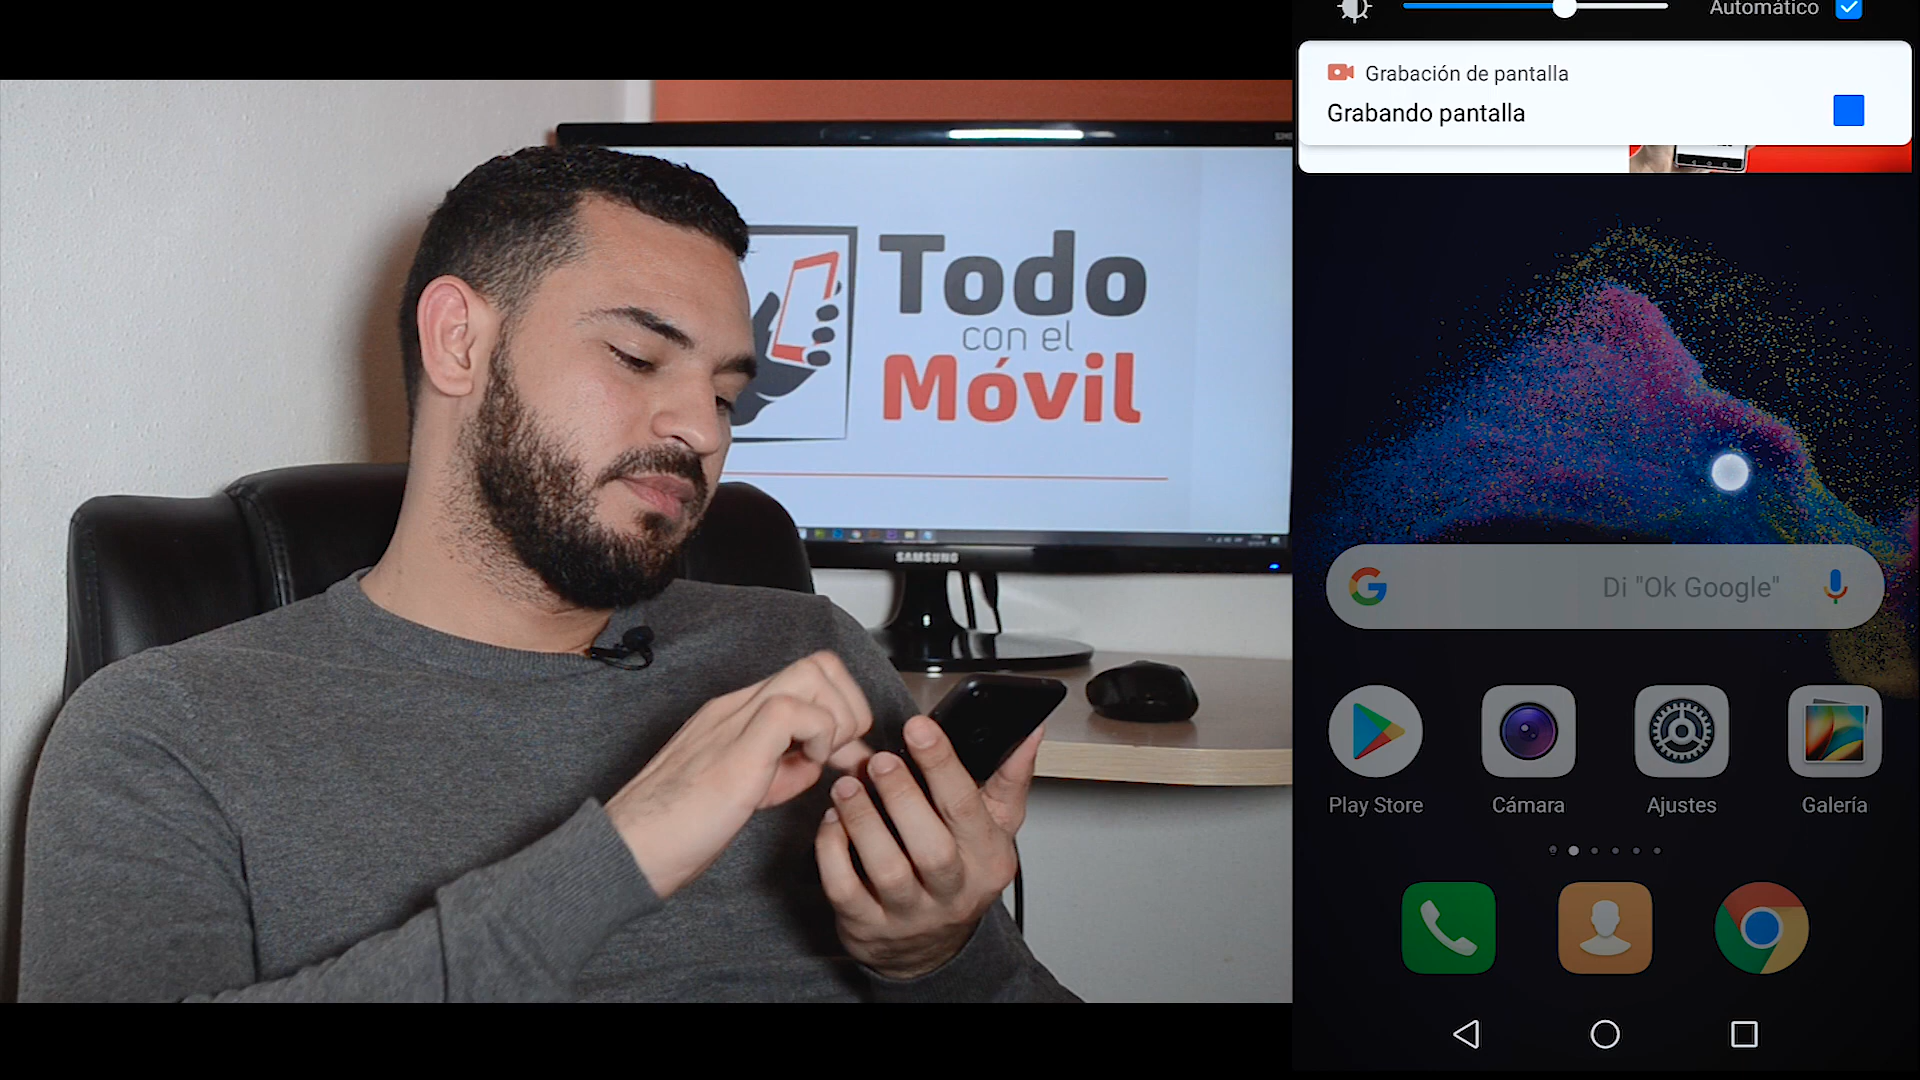 Todo
con el
Móvil
SAMSUNG
Automático
Grabación de pantalla
Grabando pantalla
Di "Ok Google"
Play Store
Cámara
Ajustes
Galería